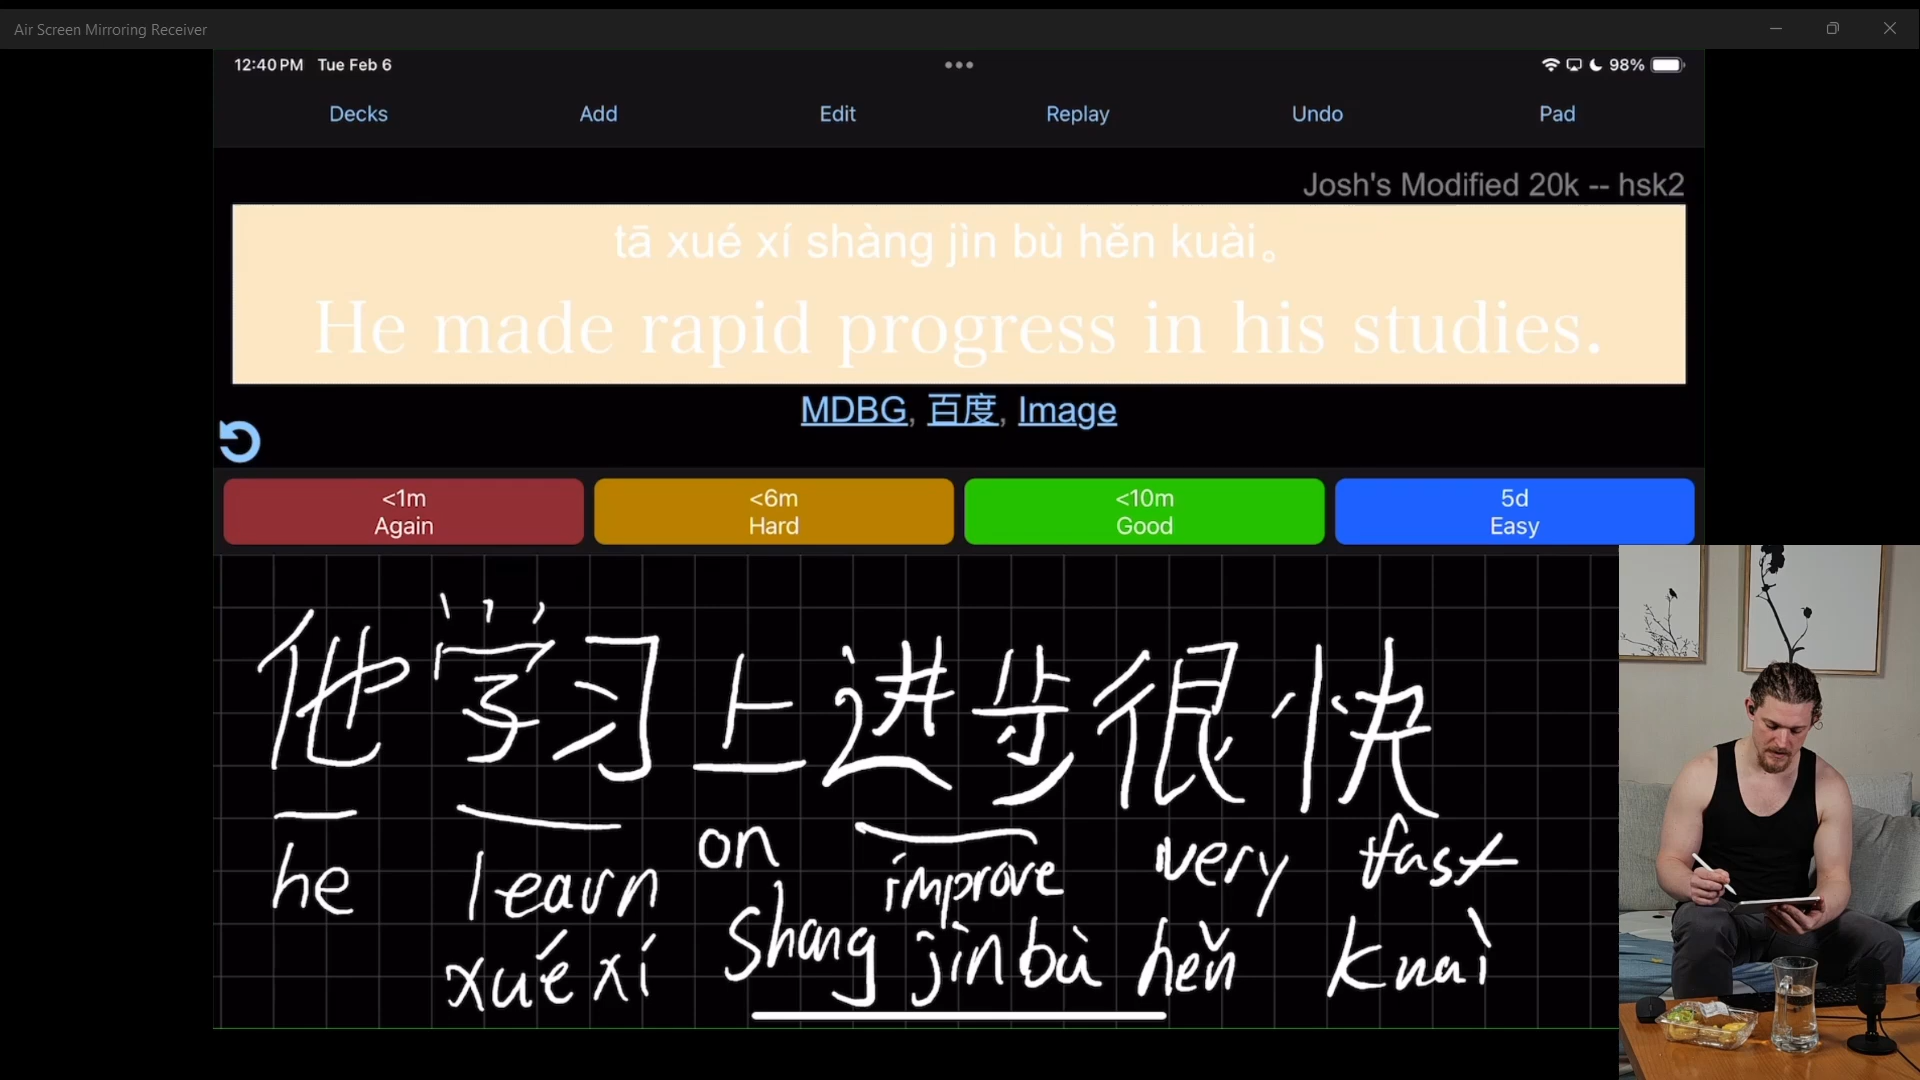 Air Screen Mirroring Receiver
12:40 PM Tue Feb 6 98%
Decks Add Edit Replay Undo Pad
Josh's Modified 20k -- hsk2
tā xué xí shàng jìn bù hěn kuài。
He made rapid progress in his studies.
MDBG, 百度, Image
<1m <6m <10m 5d
Again Hard Good Easy
他学习上进步很快
he learn on improve very fast
xué xí shàng jìn bù hěn kuaì